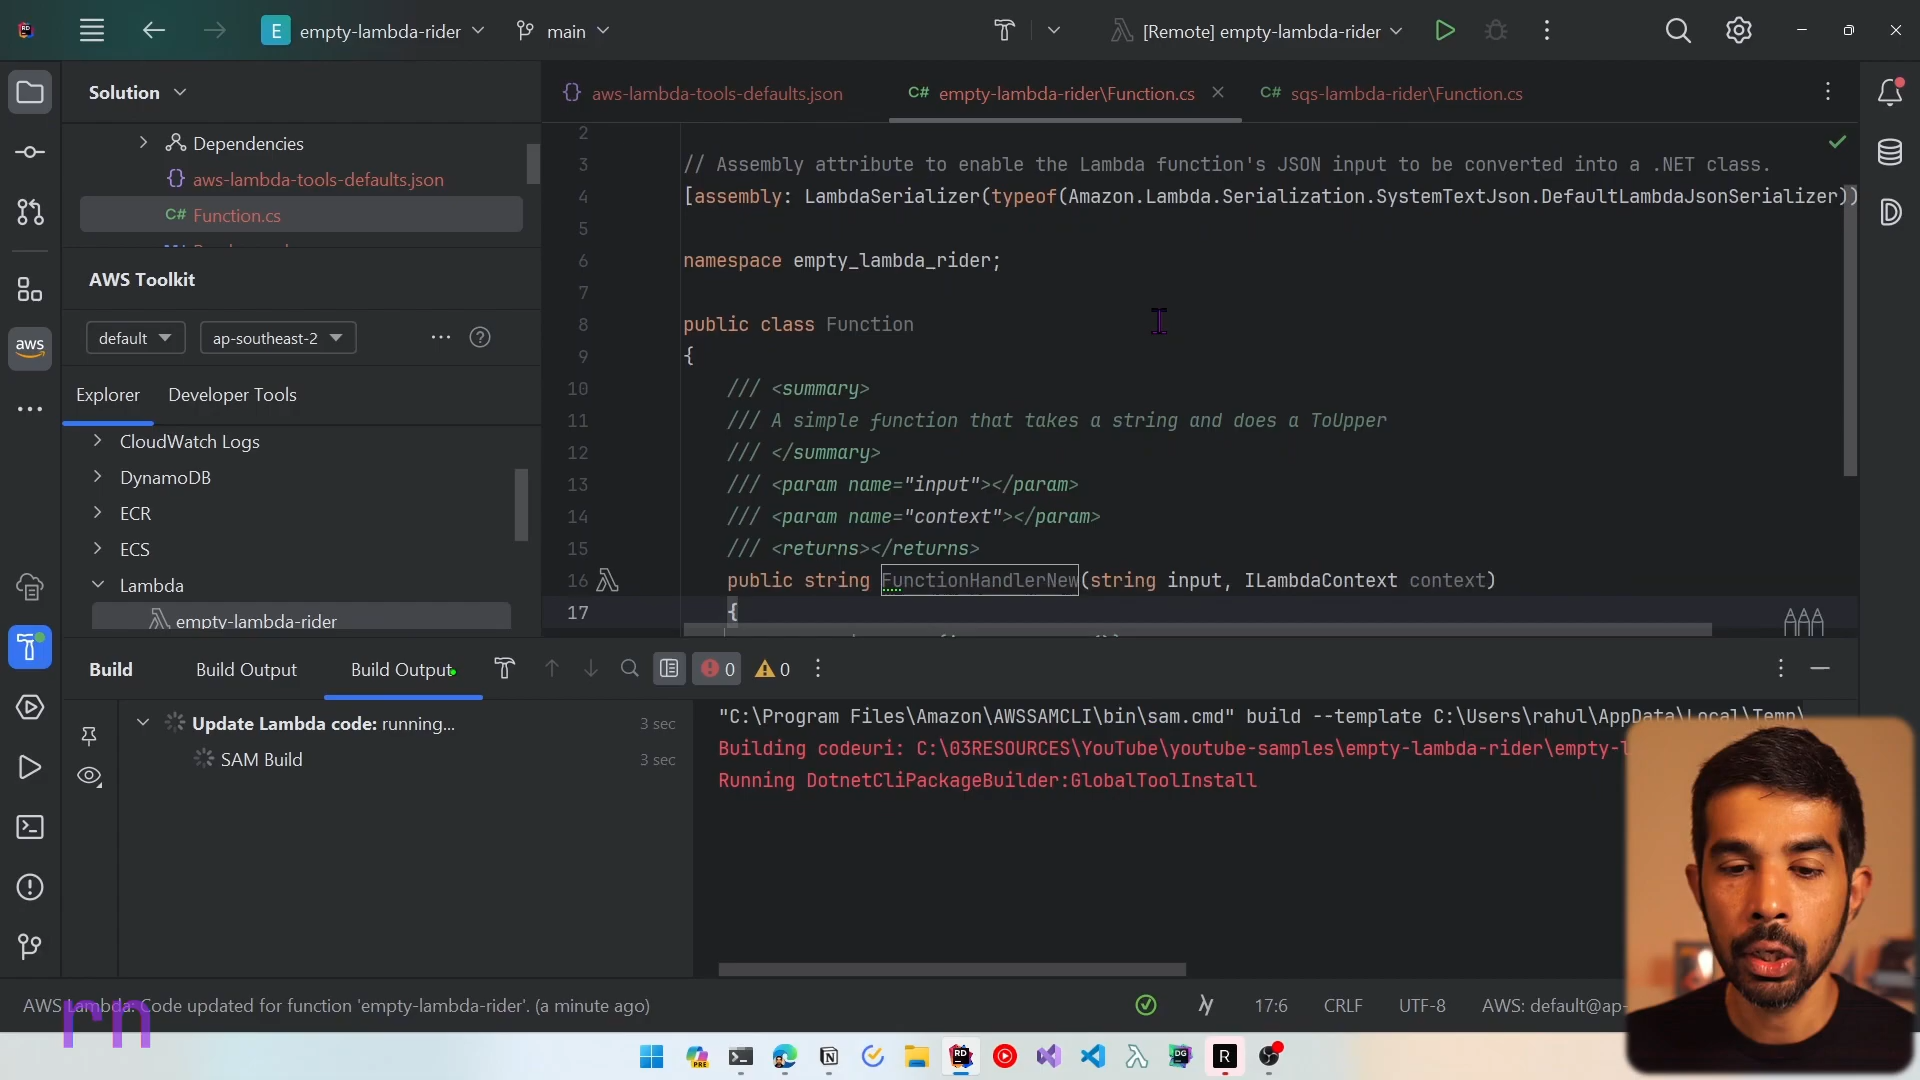 E empty-lambda-rider
main
[Remote] empty-lambda-rider
Solution
aws-lambda-tools-defaults.json
C# empty-lambda-rider\Function.cs
C# sqs-lambda-rider\Function.cs
Dependencies
aws-lambda-tools-defaults.json
C# Function.cs
AWS Toolkit
default
ap-southeast-2
Explorer
Developer Tools
CloudWatch Logs
DynamoDB
ECR
ECS
Lambda
empty-lambda-rider
aws
2
3 // Assembly attribute to enable the Lambda function's JSON input to be converted into a .NET class.
4 [assembly: LambdaSerializer(typeof(Amazon.Lambda.Serialization.SystemTextJson.DefaultLambdaJsonSerializer))
5
6 namespace empty_lambda_rider;
7
8 public class Function
9 {
10 /// <summary>
11 /// A simple function that takes a string and does a ToUpper
12 /// </summary>
13 /// <param name="input"></param>
14 /// <param name="context"></param>
15 /// <returns></returns>
16 public string FunctionHandlerNew(string input, ILambdaContext context)
17 {
Build
Build Output
Build Output
0
0
Update Lambda code: running... 3 sec
SAM Build 3 sec
"C:\Program Files\Amazon\AWSSAMCLI\bin\sam.cmd" build --template C:\Users\rahul\AppData\Local\Temp\
Building codeuri: C:\03RESOURCES\YouTube\youtube-samples\empty-lambda-rider\empty-l
Running DotnetCliPackageBuilder:GlobalToolInstall
AWS Lambda: Code updated for function 'empty-lambda-rider'. (a minute ago)
17:6
CRLF
UTF-8
AWS: default@ap-
rn